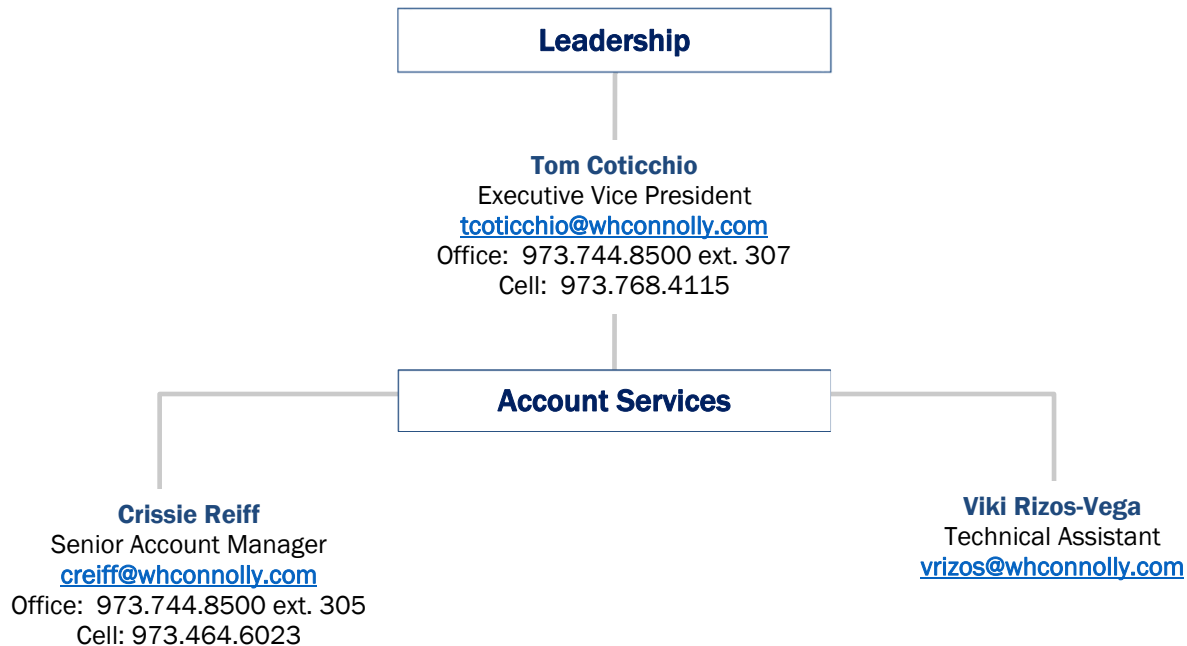 Leadership
Tom Coticchio
Executive Vice President
tcoticchio@whconnolly.com
Office:  973.744.8500 ext. 307
Cell:  973.768.4115
Account Services
Crissie Reiff
Senior Account Manager
creiff@whconnolly.com
Office:  973.744.8500 ext. 305
Cell: 973.464.6023
Viki Rizos-Vega
Technical Assistant
vrizos@whconnolly.com